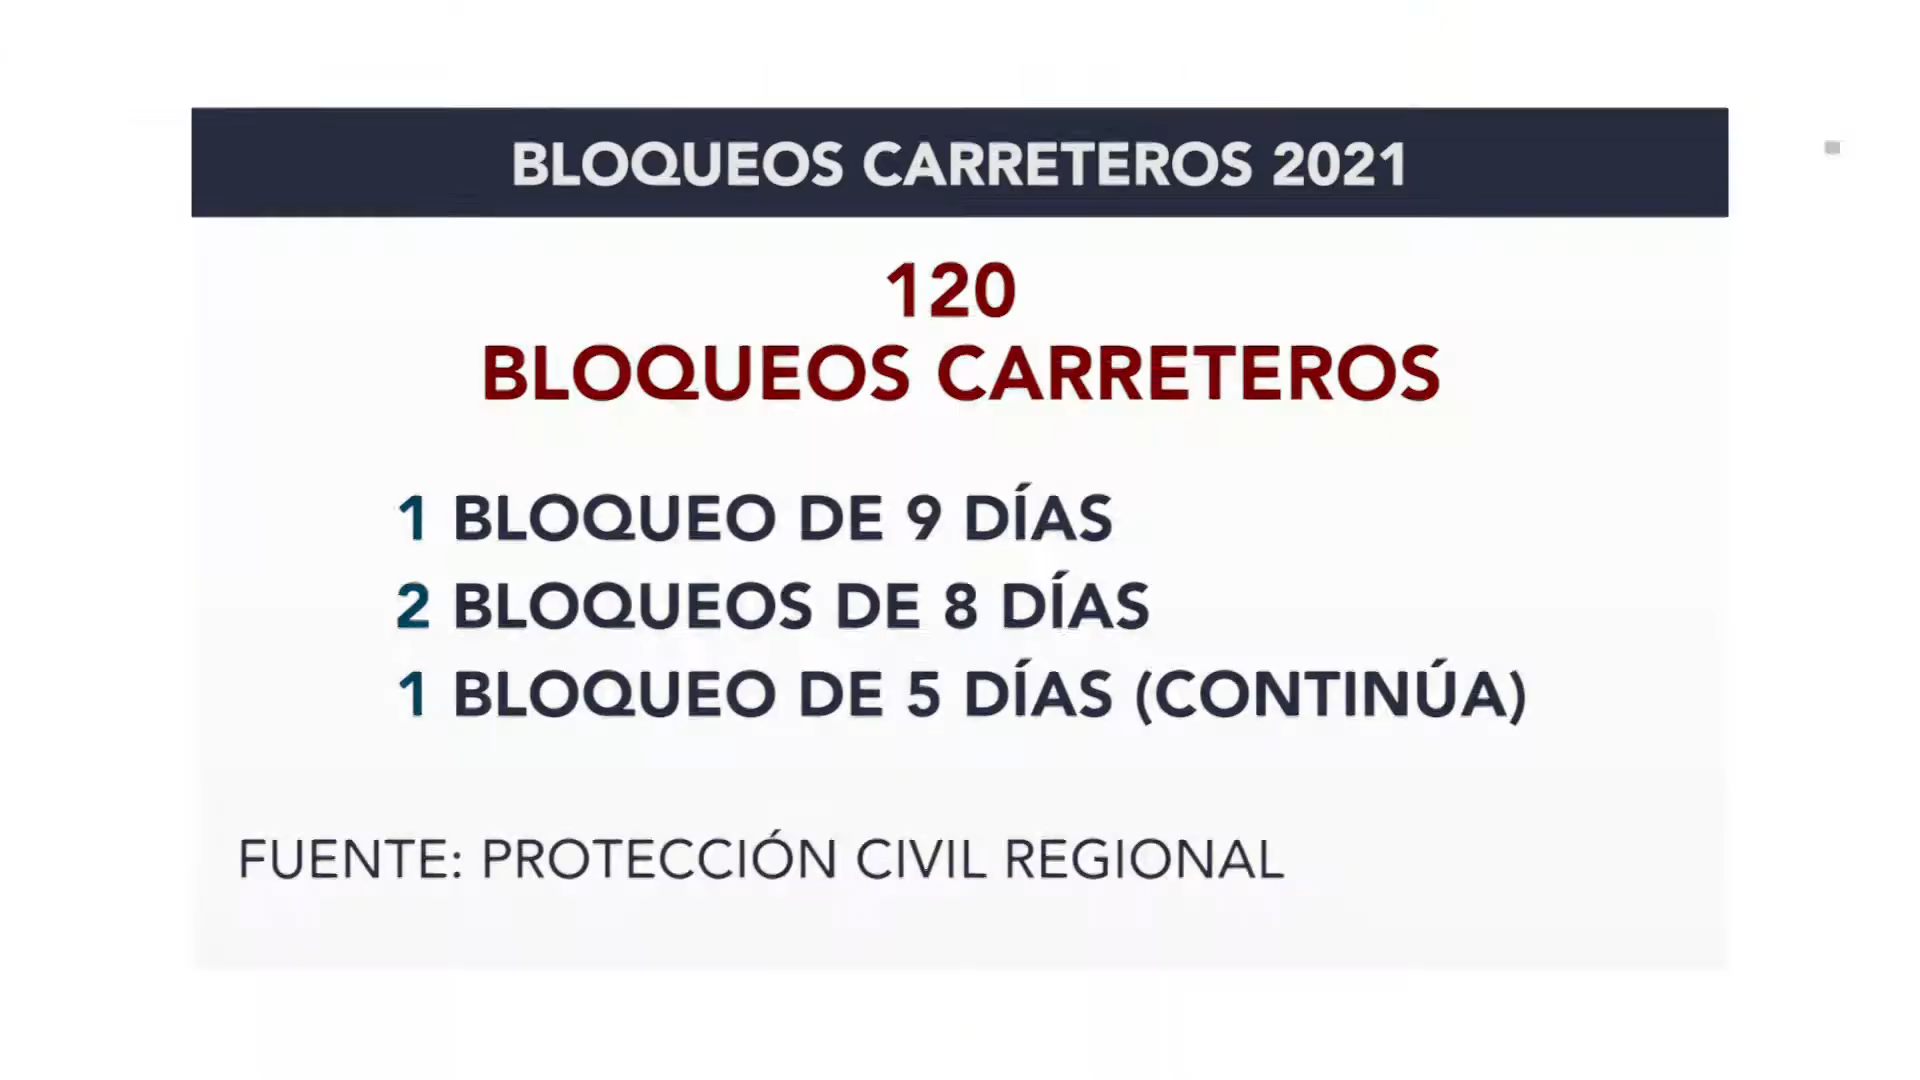 BLOQUEOS CARRETEROS 2021
120
BLOQUEOS CARRETEROS
1 BLOQUEO DE 9 DÍAS
2 BLOQUEOS DE 8 DÍAS
1 BLOQUEO DE 5 DÍAS (CONTINÚA)
FUENTE: PROTECCIÓN CIVIL REGIONAL